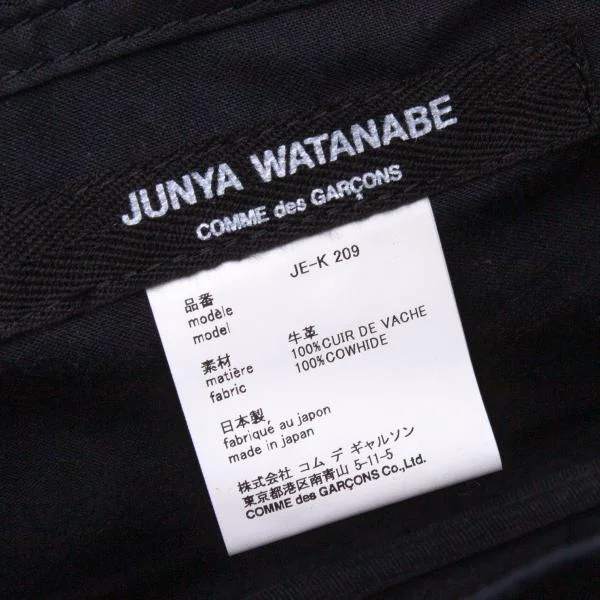 JUNYA WATANABE
COMME des GARÇONS
JE-K 209
品番
modèle
model
素材 牛革
matière 100%CUIR DE VACHE
fabric 100%COWHIDE
日本製,
fabriqué au japon
made in japan
株式会社 コム デ ギャルソン
東京都港区南青山 5-11-5
COMME des GARÇONS Co.,Ltd.